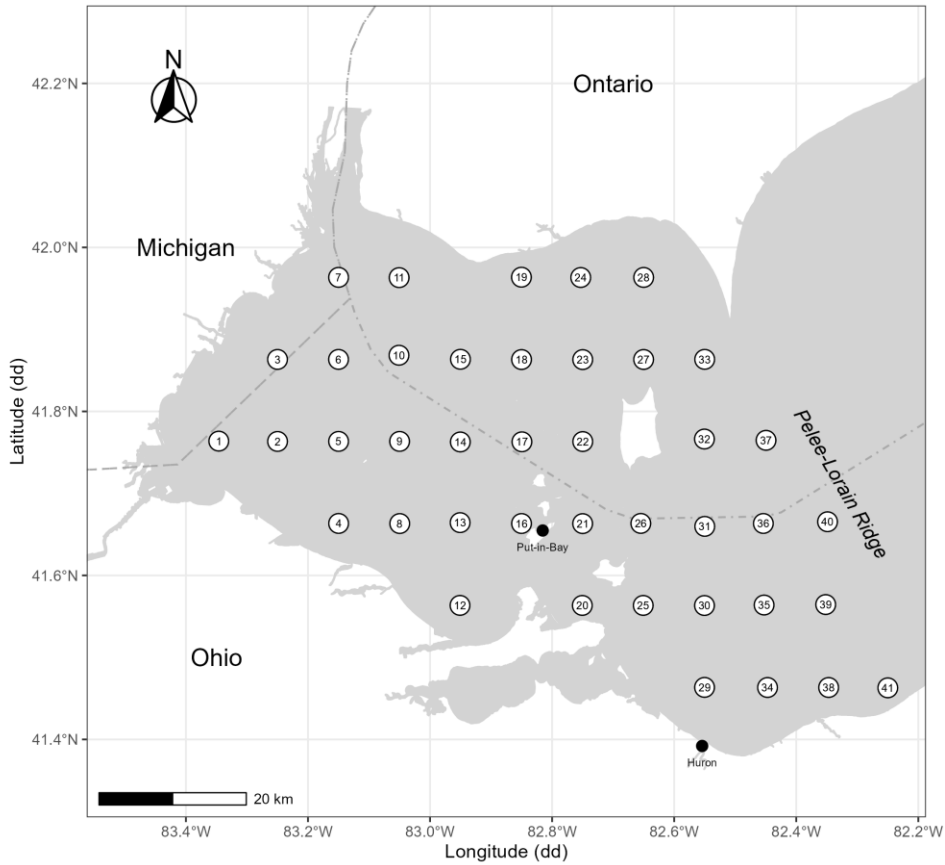 N
Ontario
42.2°N
Michigan
42.0°N
7
11
19
24
28
3
6
10
15
18
23
27
33
Latitude (dd)
41.8°N
1
2
5
9
14
17
22
32
37
Pelee-Lorain Ridge
4
8
13
16
21
26
31
36
40
Put-in-Bay
41.6°N
12
20
25
30
35
39
Ohio
29
34
38
41
41.4°N
Huron
20 km
83.4°W
83.2°W
83.0°W
82.8°W
82.6°W
82.4°W
82.2°W
Longitude (dd)